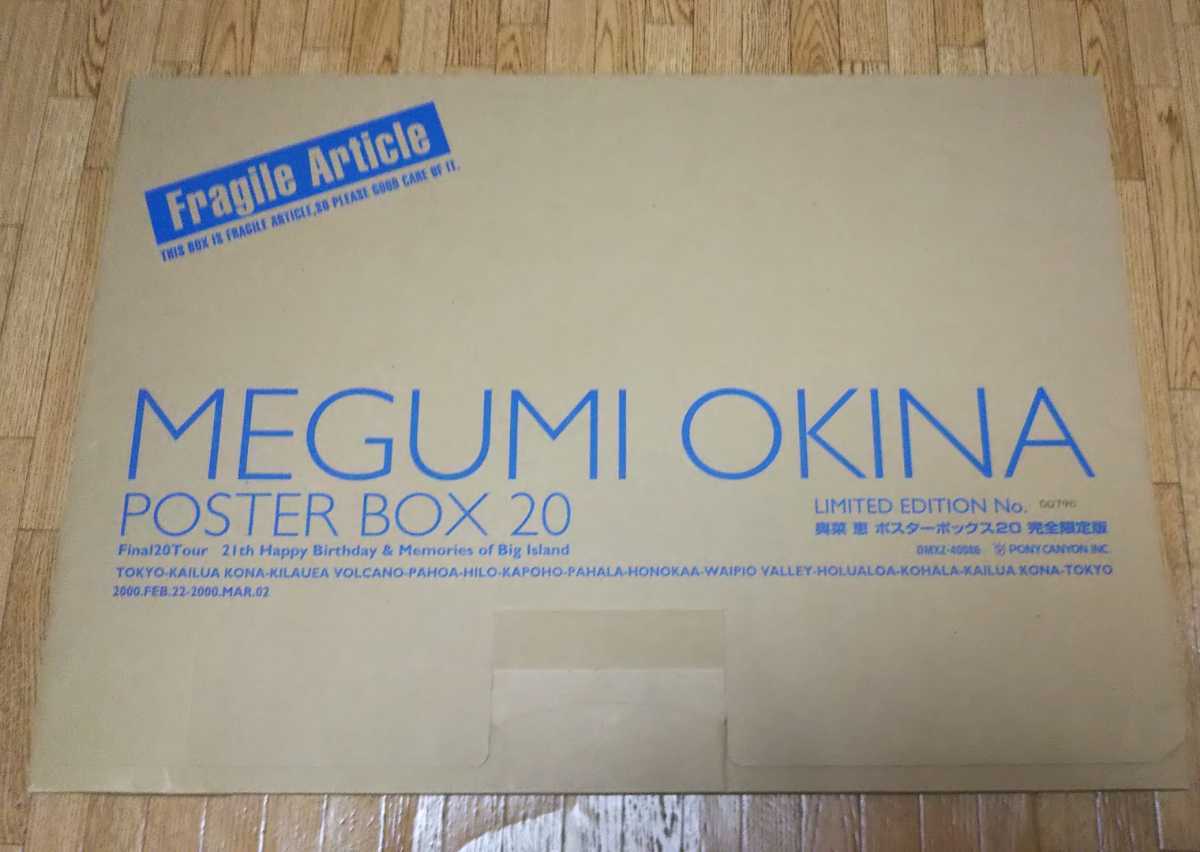 Fragile Article
THIS BOX IS FRAGILE ARTICLE,SO PLEASE GOOD CARE OF IT.
MEGUMI OKINA
POSTER BOX 20
LIMITED EDITION No. 00790
Final20Tour 21th Happy Birthday & Memories of Big Island
奥菜 恵 ポスターボックス20 完全限定版
DMXZ-40086 PONY CANYON INC.
TOKYO-KAILUA KONA-KILAUEA VOLCANO-PAHOA-HILO-KAPOHO-PAHALA-HONOKAA-WAIPIO VALLEY-HOLUALOA-KOHALA-KAILUA KONA-TOKYO
2000.FEB.22-2000.MAR.02